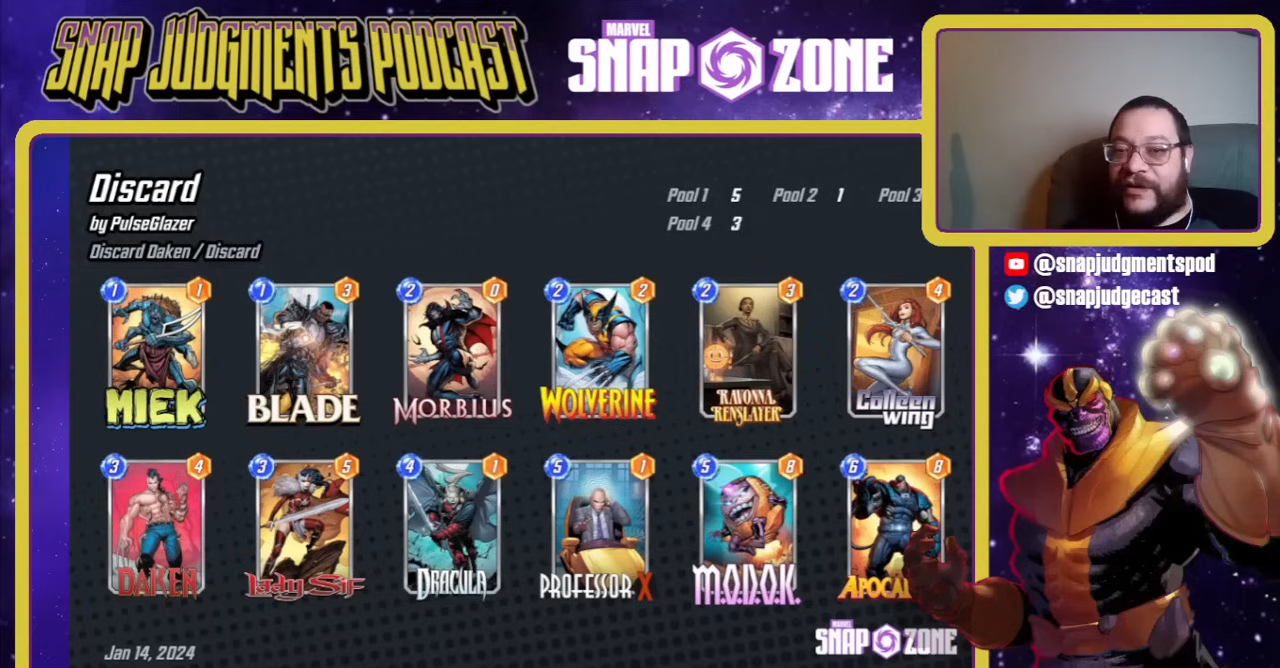 SNAP JUDGMENTS PODCAST
MARVEL
SNAP ZONE
Discard
by PulseGlazer
Discard Daken / Discard
Pool 1 5 Pool 2 1 Pool 3
Pool 4 3
@snapjudgmentspod
@snapjudgecast
1 1 1 3 2 0 2 2 2 3 2 4
MIEK BLADE MORBIUS WOLVERINE RAVONNA RENSLAYER Colleen wing
3 4 3 5 4 1 5 1 5 8 6 8
DAKEN Lady Sif DRACULA PROFESSOR X M.O.D.O.K. APOCAL
Jan 14, 2024
MARVEL
SNAP ZONE